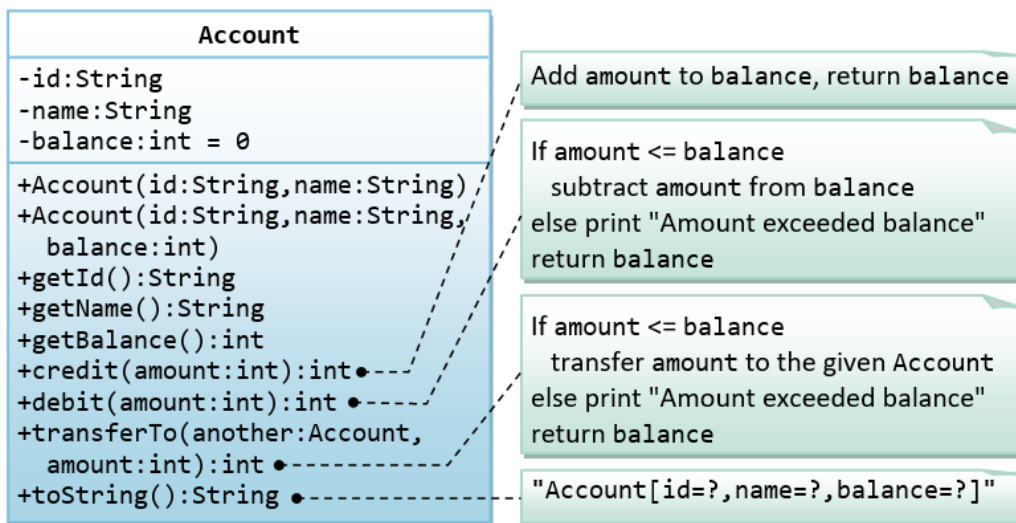 Account
-id:String
-name:String
-balance:int = 0
+Account(id:String,name:String)
+Account(id:String,name:String,
balance:int)
+getId():String
+getName():String
+getBalance():int
+credit(amount:int):int
+debit(amount:int):int
+transferTo(another:Account,
amount:int):int
+toString():String
Add amount to balance, return balance
If amount <= balance
subtract amount from balance
else print "Amount exceeded balance"
return balance
If amount <= balance
transfer amount to the given Account
else print "Amount exceeded balance"
return balance
"Account[id=?,name=?,balance=?]"